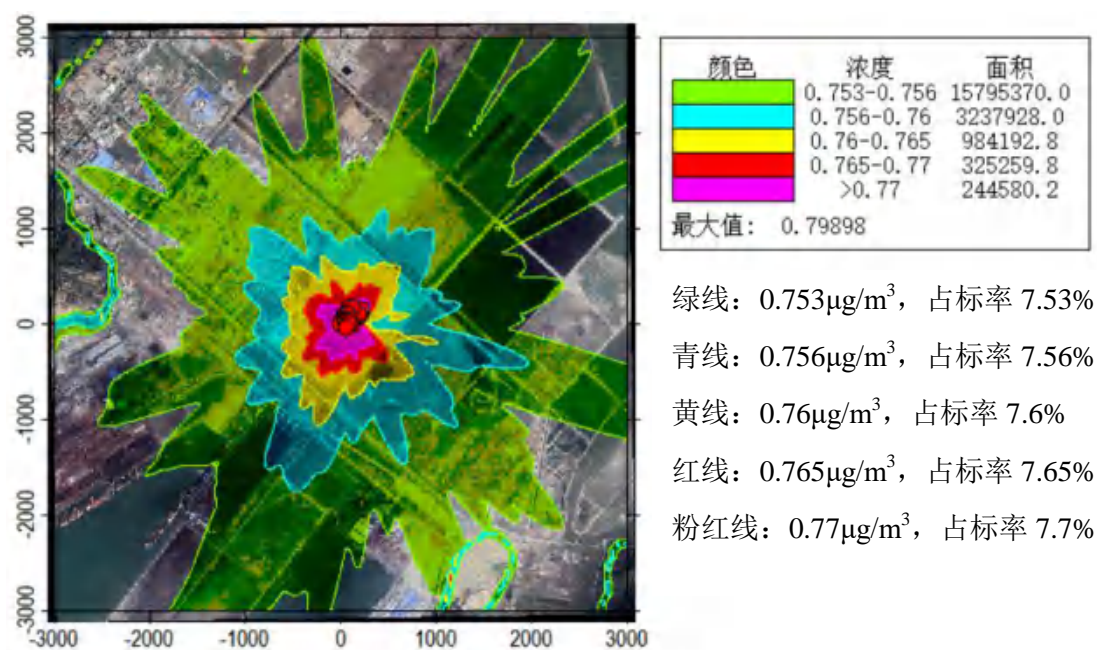 3000
2000
1000
0
-1000
-2000
-3000
-3000 -2000 -1000 0 1000 2000 3000
颜色 浓度 面积
0.753-0.756 15795370.0
0.756-0.76 3237928.0
0.76-0.765 984192.8
0.765-0.77 325259.8
>0.77 244580.2
最大值: 0.79898
绿线：0.753μg/m³，占标率 7.53%
青线：0.756μg/m³，占标率 7.56%
黄线：0.76μg/m³，占标率 7.6%
红线：0.765μg/m³，占标率 7.65%
粉红线：0.77μg/m³，占标率 7.7%